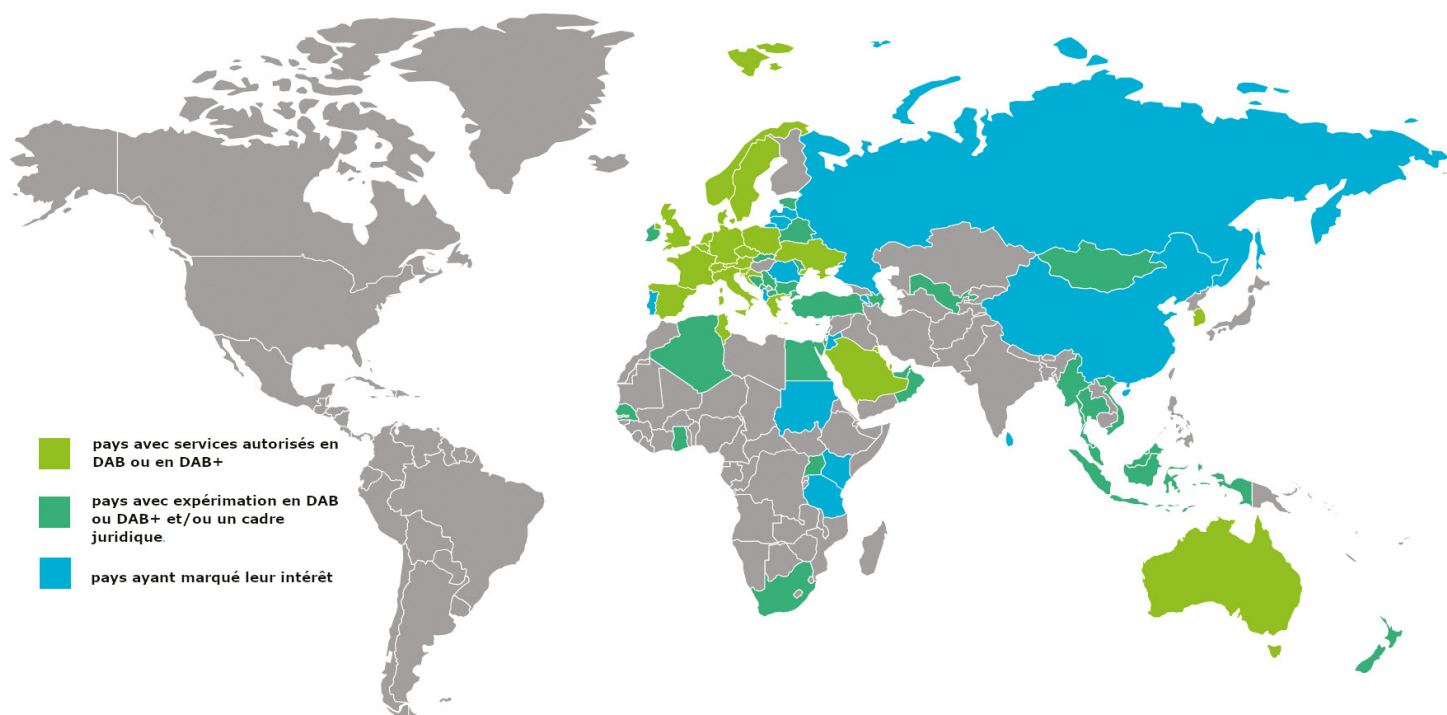 pays avec services autorisés en
DAB ou en DAB+
pays avec expérimation en DAB
ou DAB+ et/ou un cadre
juridique.
pays ayant marqué leur intérêt